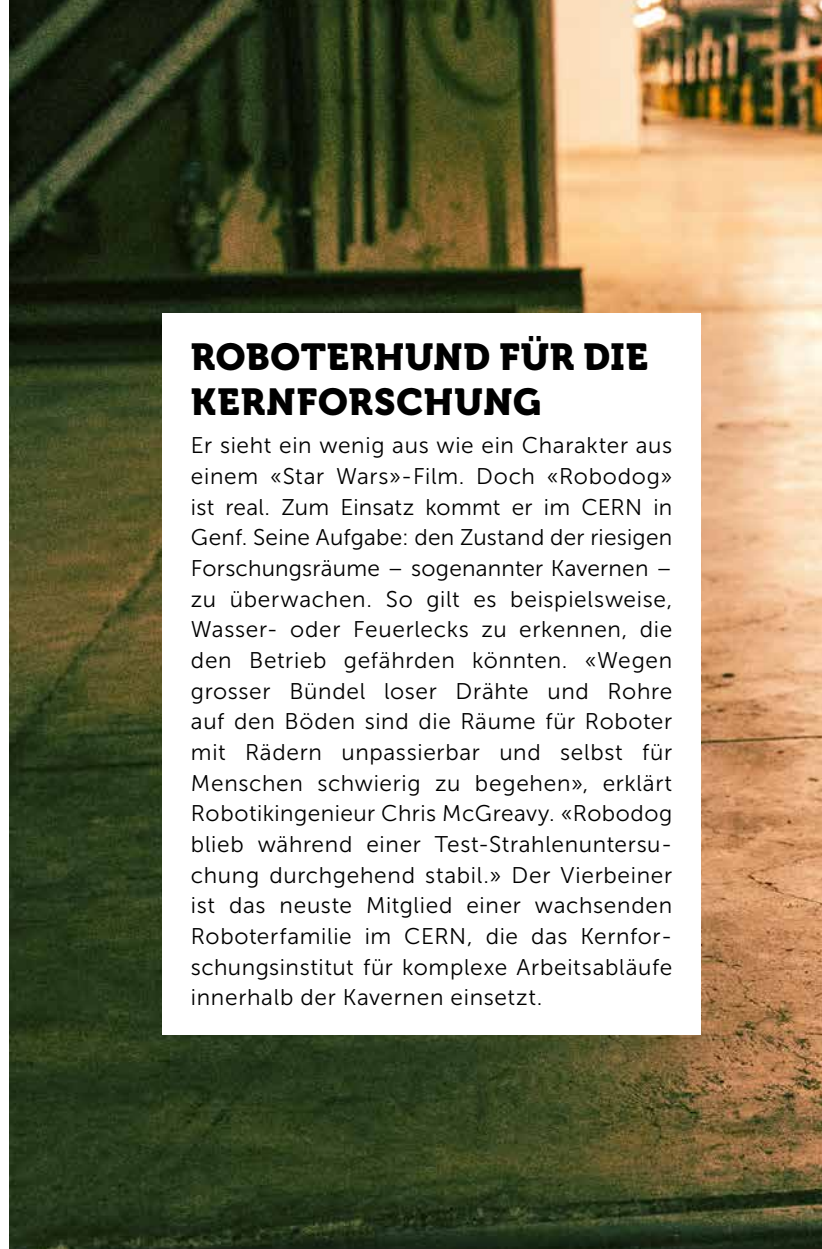 ROBOTERHUND FÜR DIE
KERNFORSCHUNG
Er sieht ein wenig aus wie ein Charakter aus
einem «Star Wars»-Film. Doch «Robodog»
ist real. Zum Einsatz kommt er im CERN in
Genf. Seine Aufgabe: den Zustand der riesigen
Forschungsräume – sogenannter Kavernen –
zu überwachen. So gilt es beispielsweise,
Wasser- oder Feuerlecks zu erkennen, die
den Betrieb gefährden könnten. «Wegen
grosser Bündel loser Drähte und Rohre
auf den Böden sind die Räume für Roboter
mit Rädern unpassierbar und selbst für
Menschen schwierig zu begehen», erklärt
Robotikingenieur Chris McGreavy. «Robodog
blieb während einer Test-Strahlenuntersu-
chung durchgehend stabil.» Der Vierbeiner
ist das neuste Mitglied einer wachsenden
Roboterfamilie im CERN, die das Kernfor-
schungsinstitut für komplexe Arbeitsabläufe
innerhalb der Kavernen einsetzt.